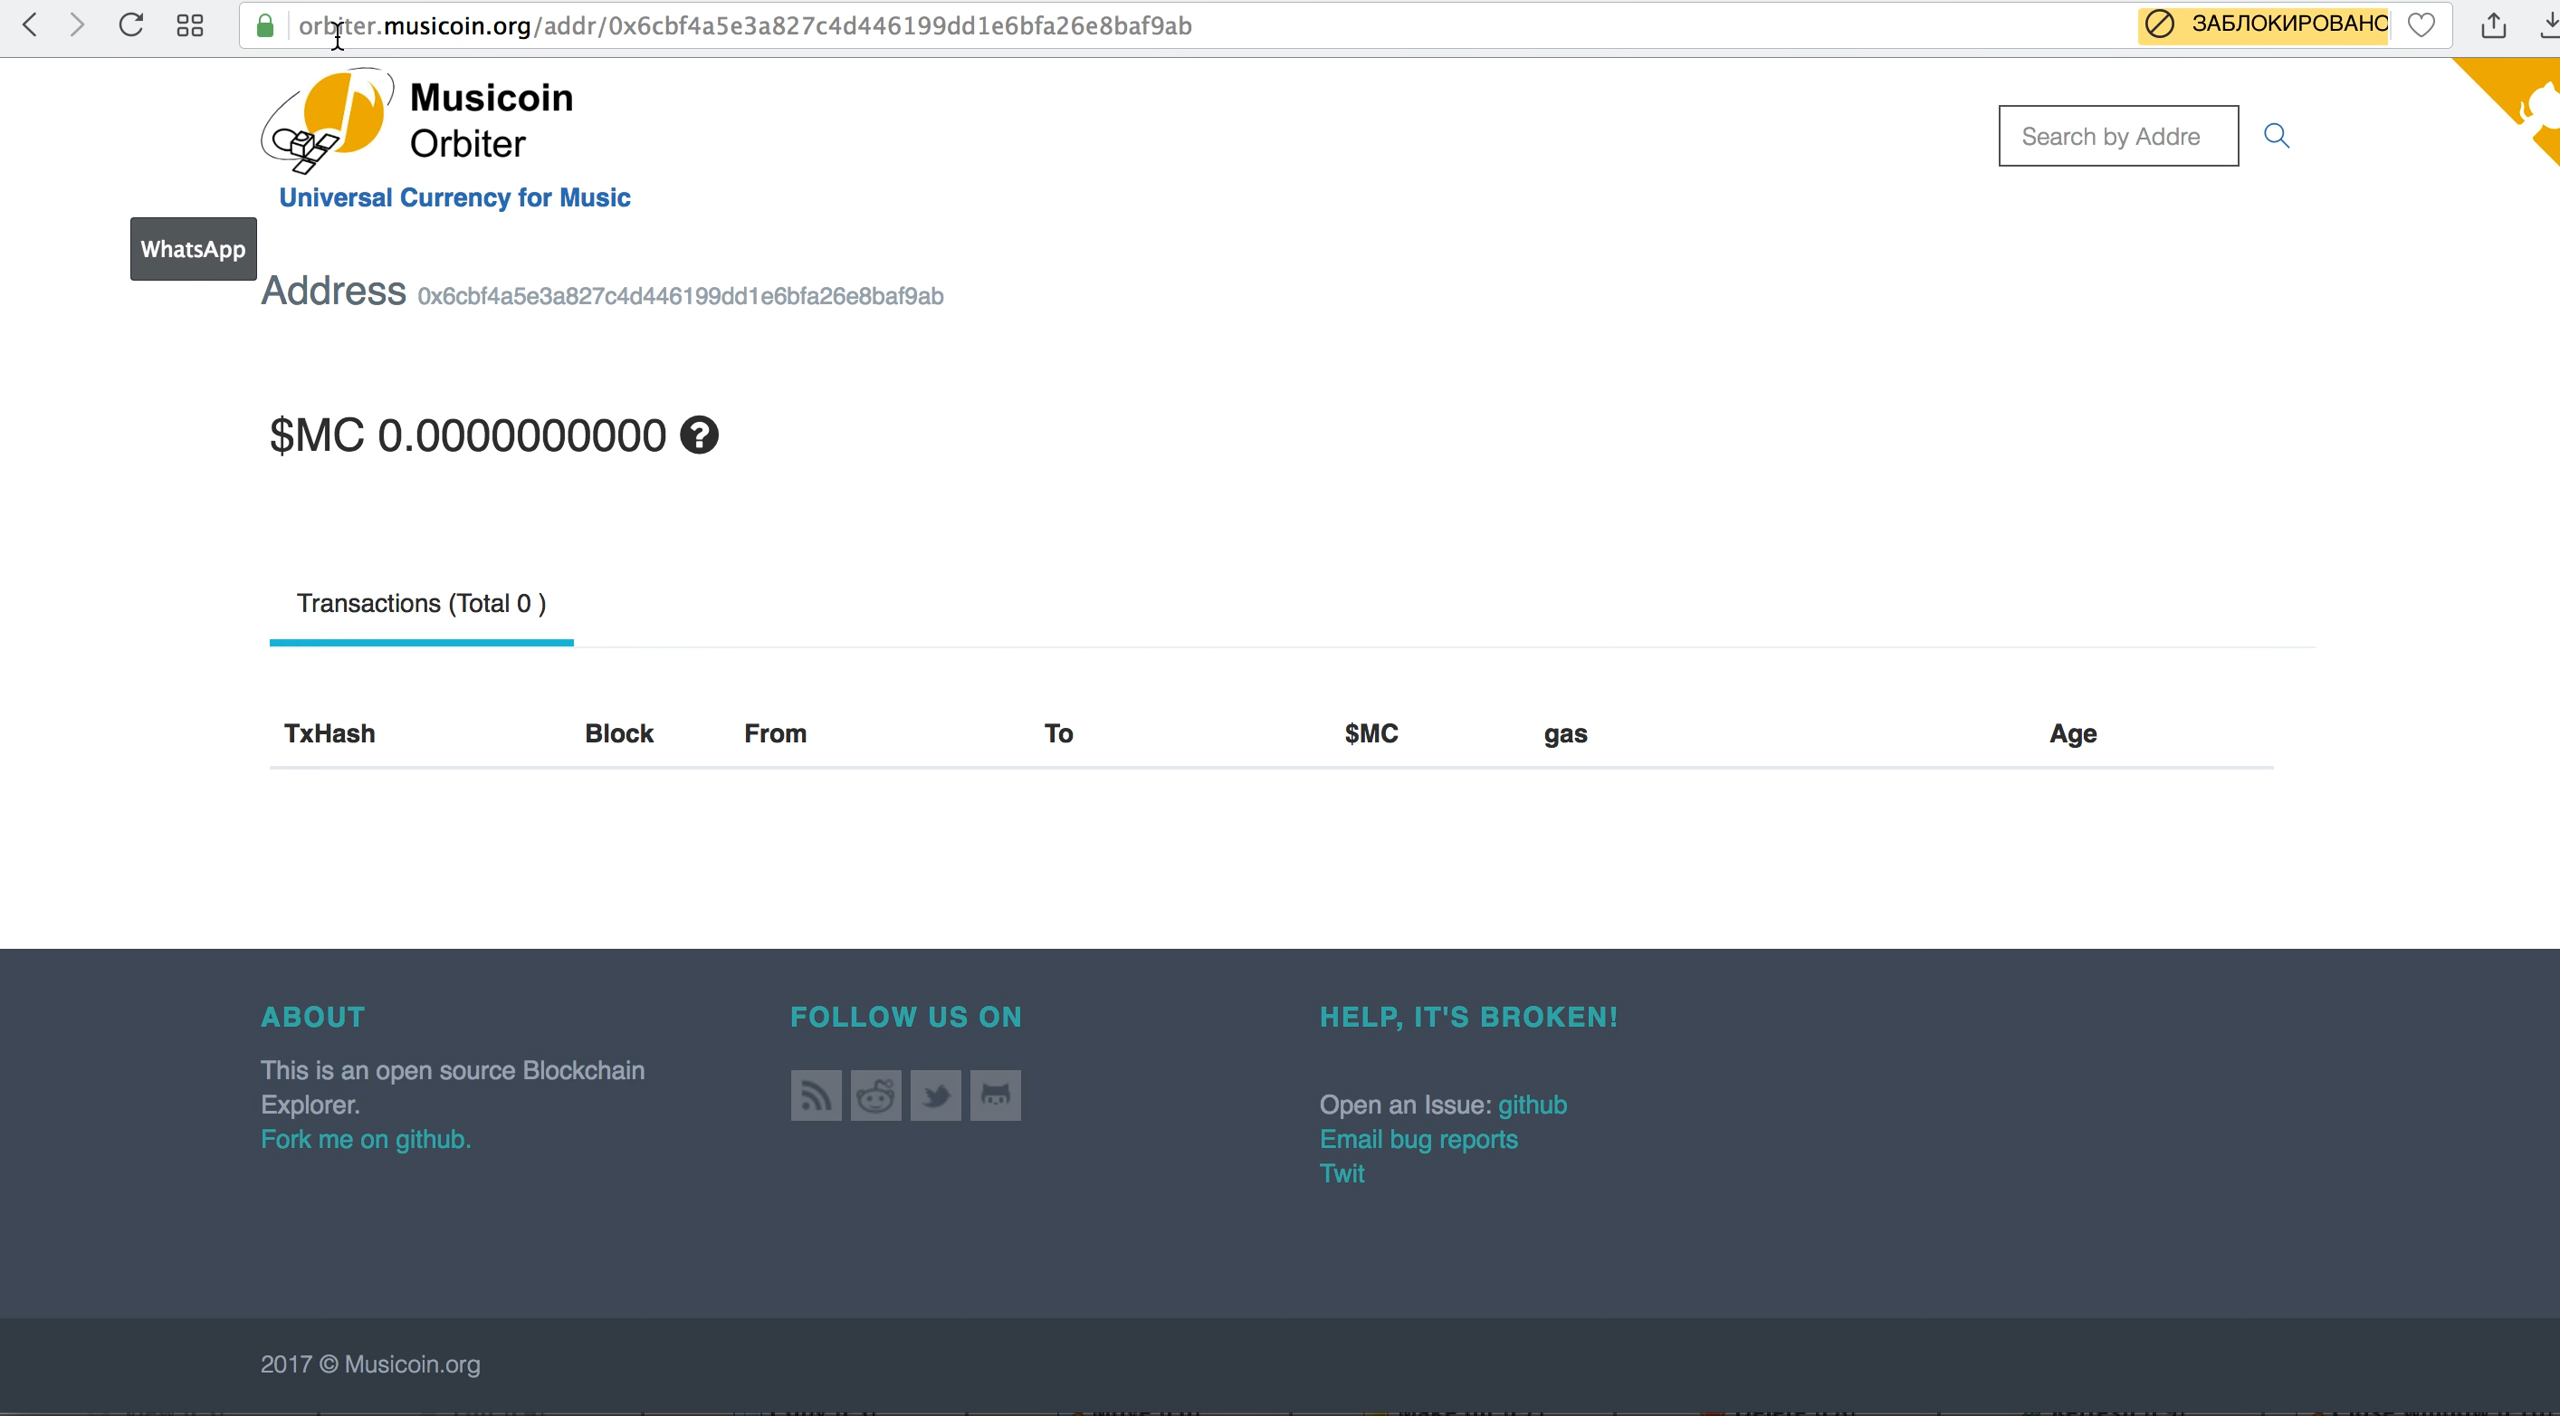 orbiter.musicoin.org/addr/0x6cbf4a5e3a827c4d446199dd1e6bfa26e8baf9ab
ЗАБЛОКИРОВАНО
Musicoin
Orbiter
Universal Currency for Music
Search by Addre
WhatsApp
Address 0x6cbf4a5e3a827c4d446199dd1e6bfa26e8baf9ab
$MC 0.0000000000
Transactions (Total 0 )
TxHash Block From To $MC gas Age
ABOUT
This is an open source Blockchain
Explorer.
Fork me on github.
FOLLOW US ON
HELP, IT'S BROKEN!
Open an Issue: github
Email bug reports
Twit
2017 © Musicoin.org